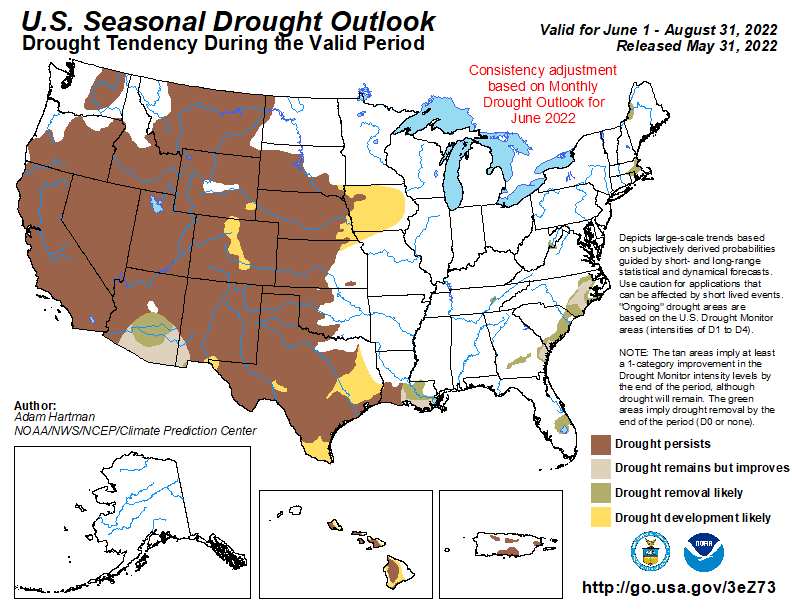 U.S. Seasonal Drought Outlook
Drought Tendency During the Valid Period
Valid for June 1 - August 31, 2022
Released May 31, 2022
Consistency adjustment
based on Monthly
Drought Outlook for
June 2022
Depicts large-scale trends based
on subjectively derived probabilities
guided by short- and long-range
statistical and dynamical forecasts.
Use caution for applications that
can be affected by short lived events.
"Ongoing" drought areas are
based on the U.S. Drought Monitor
areas (intensities of D1 to D4).
NOTE: The tan areas imply at least
a 1-category improvement in the
Drought Monitor intensity levels by
the end of the period, although
drought will remain. The green
areas imply drought removal by the
end of the period (D0 or none).
Author:
Adam Hartman
NOAA/NWS/NCEP/Climate Prediction Center
Drought persists
Drought remains but improves
Drought removal likely
Drought development likely
NOAA
http://go.usa.gov/3eZ73